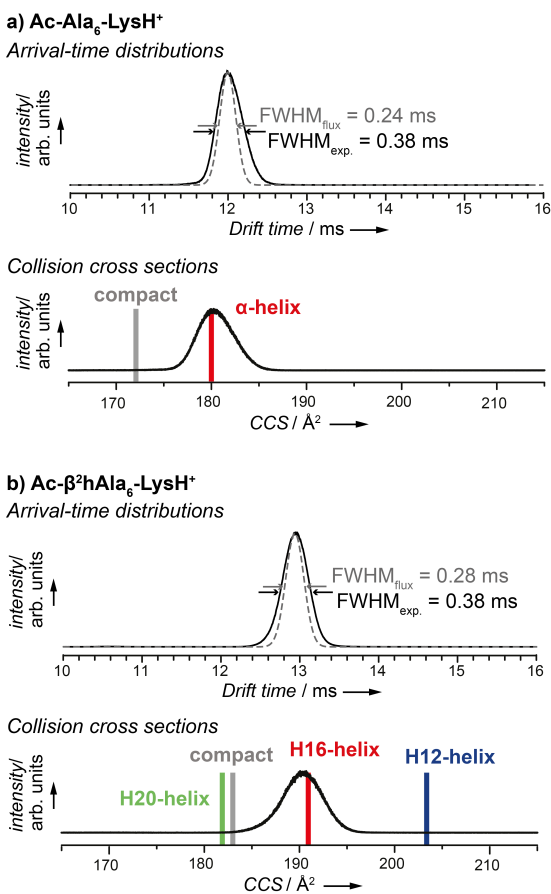 a) Ac-Ala₆-LysH⁺
Arrival-time distributions
intensity/
arb. units
FWHM_flux = 0.24 ms
FWHM_exp. = 0.38 ms
10 11 12 13 14 15 16
Drift time / ms
Collision cross sections
intensity/
arb. units
compact
α-helix
170 180 190 200 210
CCS / Å²
b) Ac-β²hAla₆-LysH⁺
Arrival-time distributions
intensity/
arb. units
FWHM_flux = 0.28 ms
FWHM_exp. = 0.38 ms
10 11 12 13 14 15 16
Drift time / ms
Collision cross sections
intensity/
arb. units
H20-helix
compact
H16-helix
H12-helix
170 180 190 200 210
CCS / Å²